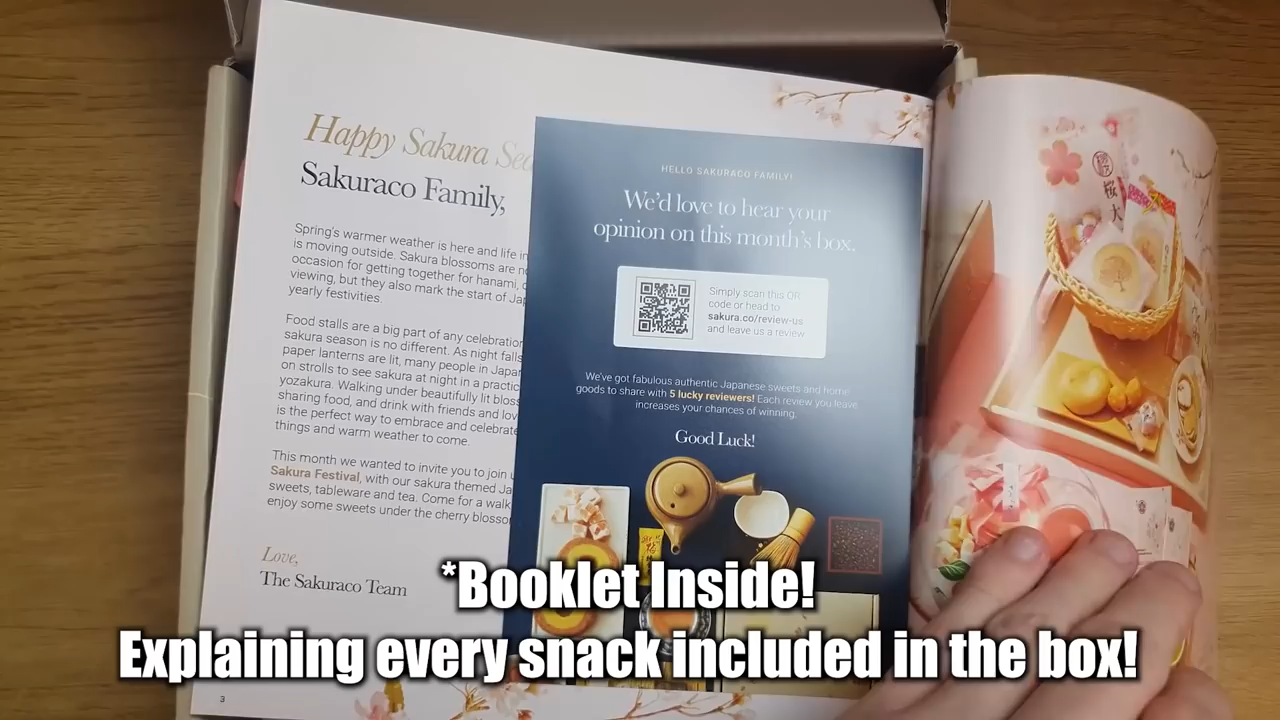 Happy Sakura Sea
Sakuraco Family,
Spring's warmer weather is here and life in
is moving outside. Sakura blossoms are no
occasion for getting together for hanami,
viewing, but they also mark the start of Jap
yearly festivities.
Food stalls are a big part of any celebration
sakura season is no different. As night falls
paper lanterns are lit, many people in Japan
on strolls to see sakura at night in a practic
yozakura. Walking under beautifully lit bloss
sharing food, and drink with friends and lov
is the perfect way to embrace and celebrate
things and warm weather to come.
This month we wanted to invite you to join
Sakura Festival, with our sakura themed Ja
sweets, tableware and tea. Come for a walk
enjoy some sweets under the cherry blosso
Love,
The Sakuraco Team
3
HELLO SAKURACO FAMILY!
We'd love to hear your
opinion on this month's box.
Simply scan this QR
code or head to
sakura.co/review-us
and leave us a review
We've got fabulous authentic Japanese sweets and home
goods to share with 5 lucky reviewers! Each review you leave
increases your chances of winning.
Good Luck!
桜大
*Booklet Inside!
Explaining every snack included in the box!